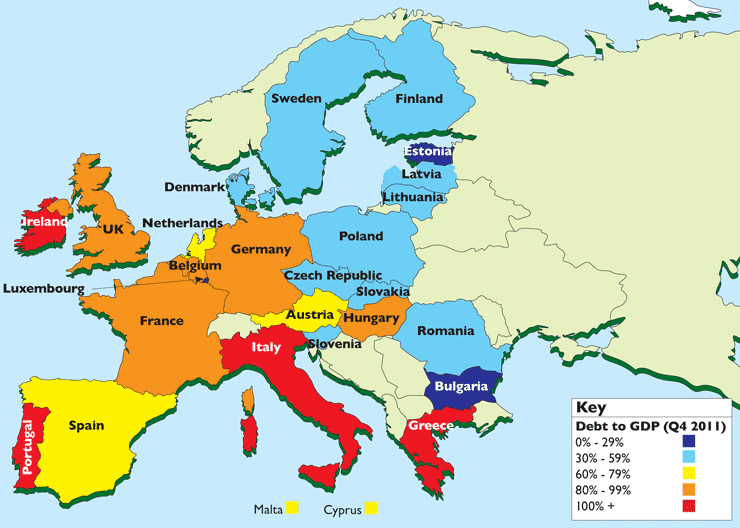 Sweden
Finland
Estonia
Latvia
Lithuania
Denmark
Ireland
UK
Netherlands
Germany
Poland
Belgium
Luxembourg
Czech Republic
Slovakia
France
Austria
Hungary
Slovenia
Romania
Italy
Bulgaria
Spain
Portugal
Greece
Malta
Cyprus
Key
Debt to GDP (Q4 2011)
0% - 29%
30% - 59%
60% - 79%
80% - 99%
100% +